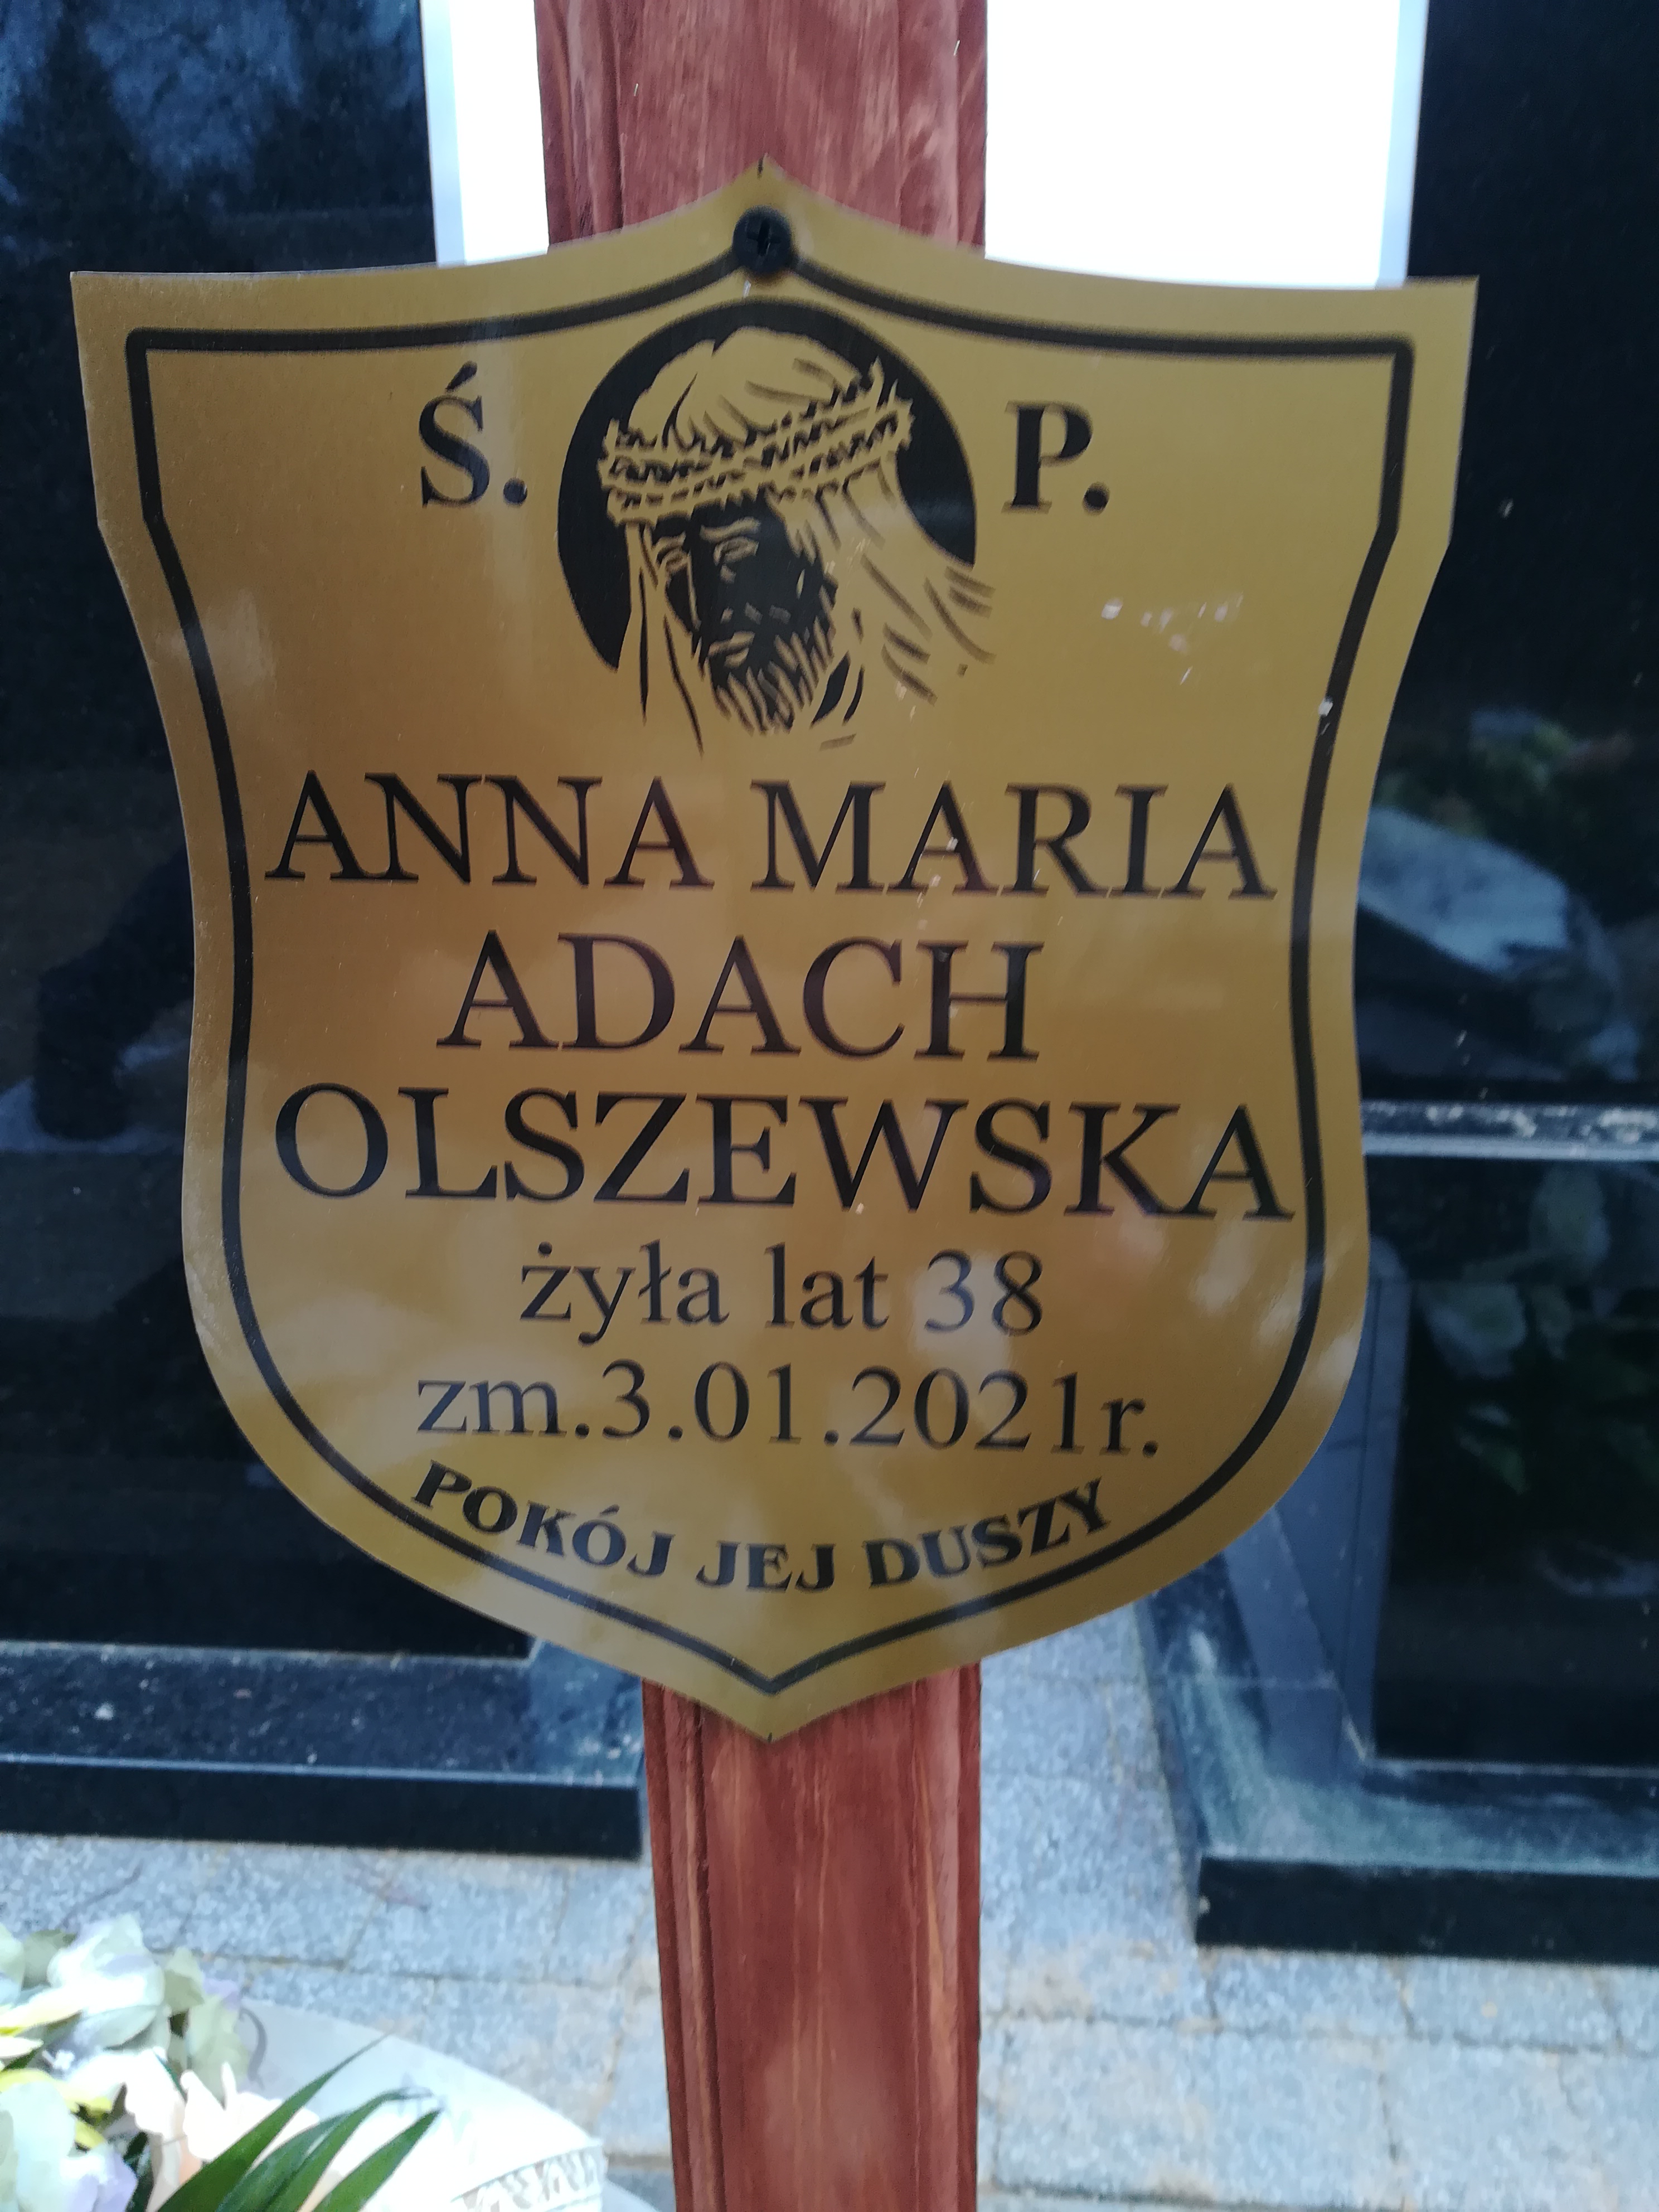 Ś. P.
ANNA MARIA
ADACH
OLSZEWSKA
żyła lat 38
zm.3.01.2021r.
POKÓJ JEJ DUSZY